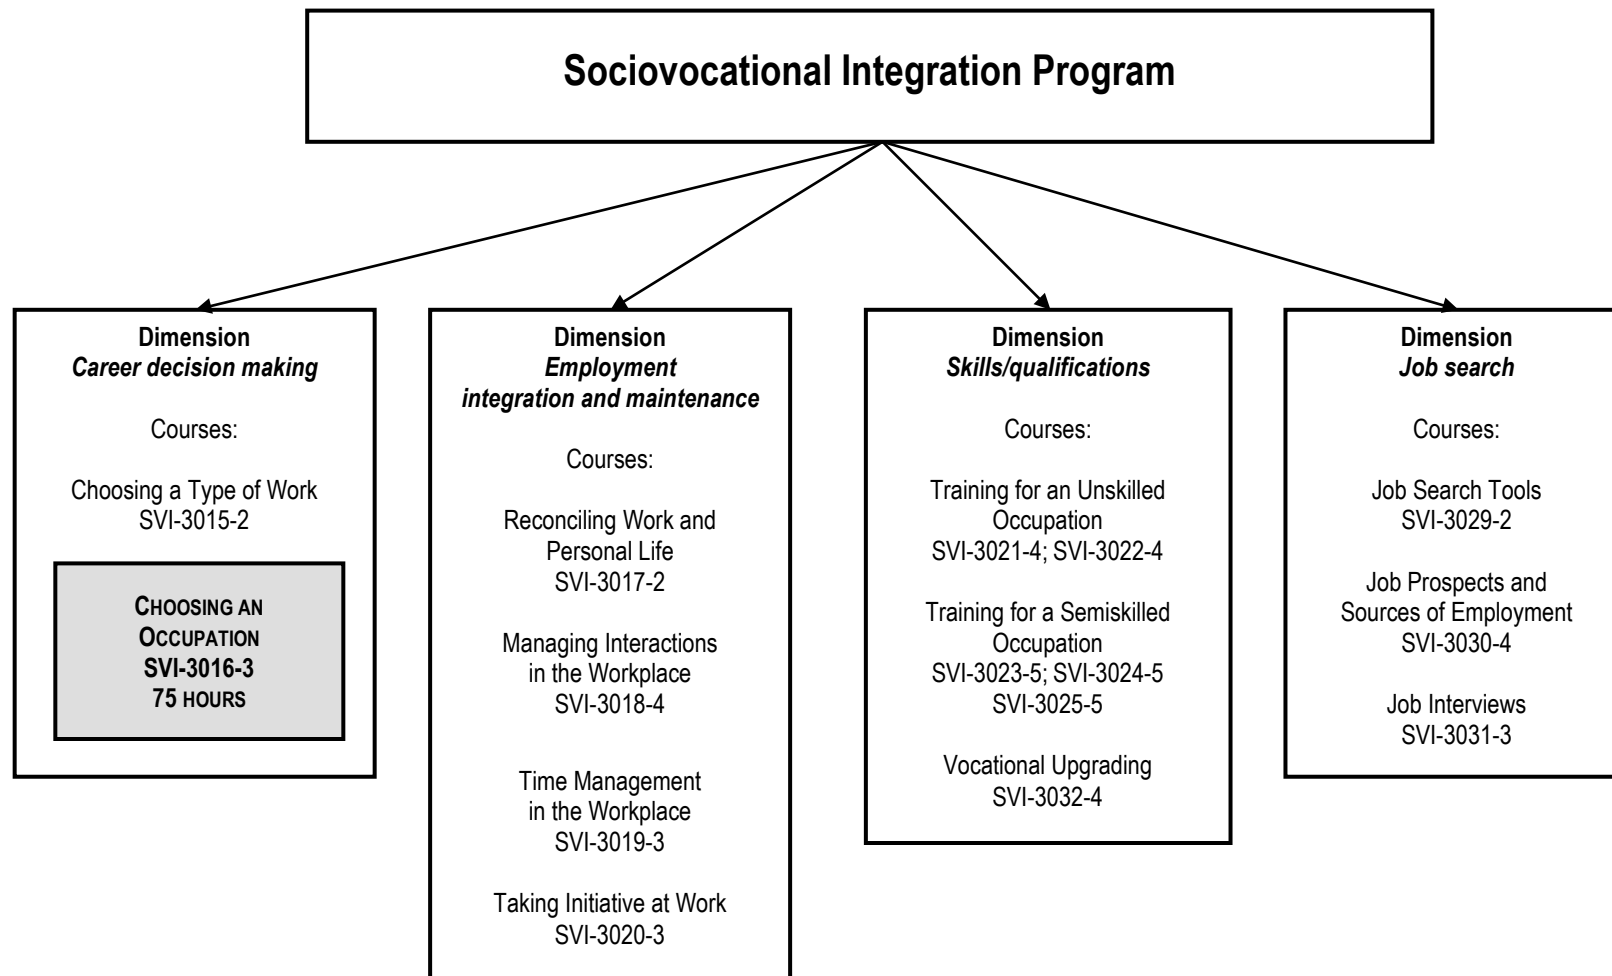 Sociovocational Integration Program
Dimension
Career decision making
Courses:
Choosing a Type of Work
SVI-3015-2
CHOOSING AN
OCCUPATION
SVI-3016-3
75 HOURS
Dimension
Employment
integration and maintenance
Courses:
Reconciling Work and
Personal Life
SVI-3017-2
Managing Interactions
in the Workplace
SVI-3018-4
Time Management
in the Workplace
SVI-3019-3
Taking Initiative at Work
SVI-3020-3
Dimension
Skills/qualifications
Courses:
Training for an Unskilled
Occupation
SVI-3021-4; SVI-3022-4
Training for a Semiskilled
Occupation
SVI-3023-5; SVI-3024-5
SVI-3025-5
Vocational Upgrading
SVI-3032-4
Dimension
Job search
Courses:
Job Search Tools
SVI-3029-2
Job Prospects and
Sources of Employment
SVI-3030-4
Job Interviews
SVI-3031-3